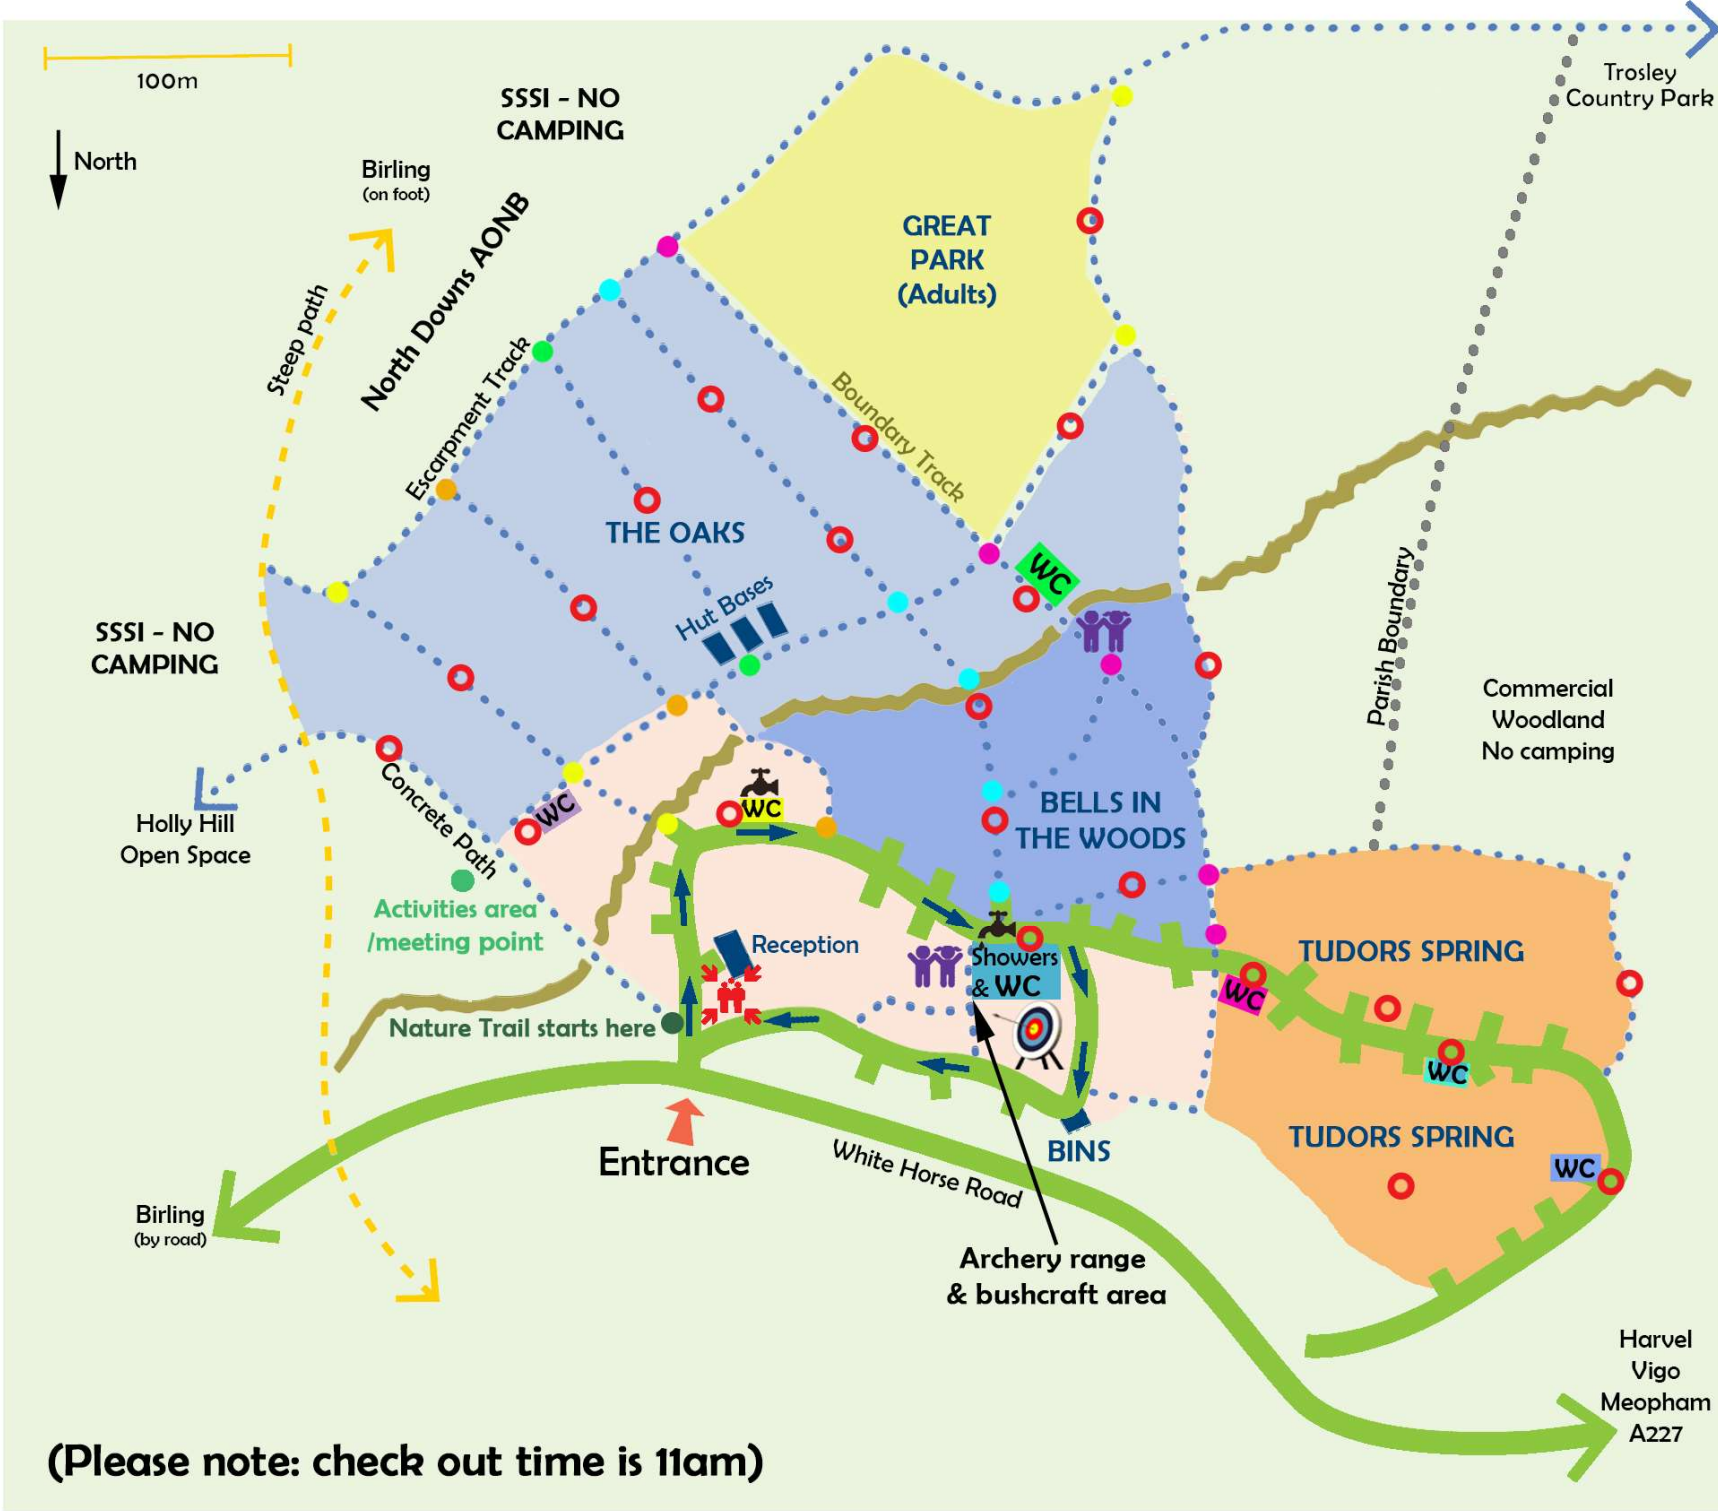 100m
North
SSSI - NO
CAMPING
Birling
(on foot)
North Downs AONB
Steep path
Escarpment Track
Trosley
Country Park
GREAT
PARK
(Adults)
Boundary Track
THE OAKS
Hut Bases
WC
Parish Boundary
SSSI - NO
CAMPING
Commercial
Woodland
No camping
Holly Hill
Open Space
Concrete Path
WC
WC
BELLS IN
THE WOODS
Activities area
/meeting point
Reception
Showers
& WC
WC
TUDORS SPRING
Nature Trail starts here
WC
TUDORS SPRING
WC
Entrance
White Horse Road
BINS
Birling
(by road)
Archery range
& bushcraft area
Harvel
Vigo
Meopham
A227
(Please note: check out time is 11am)